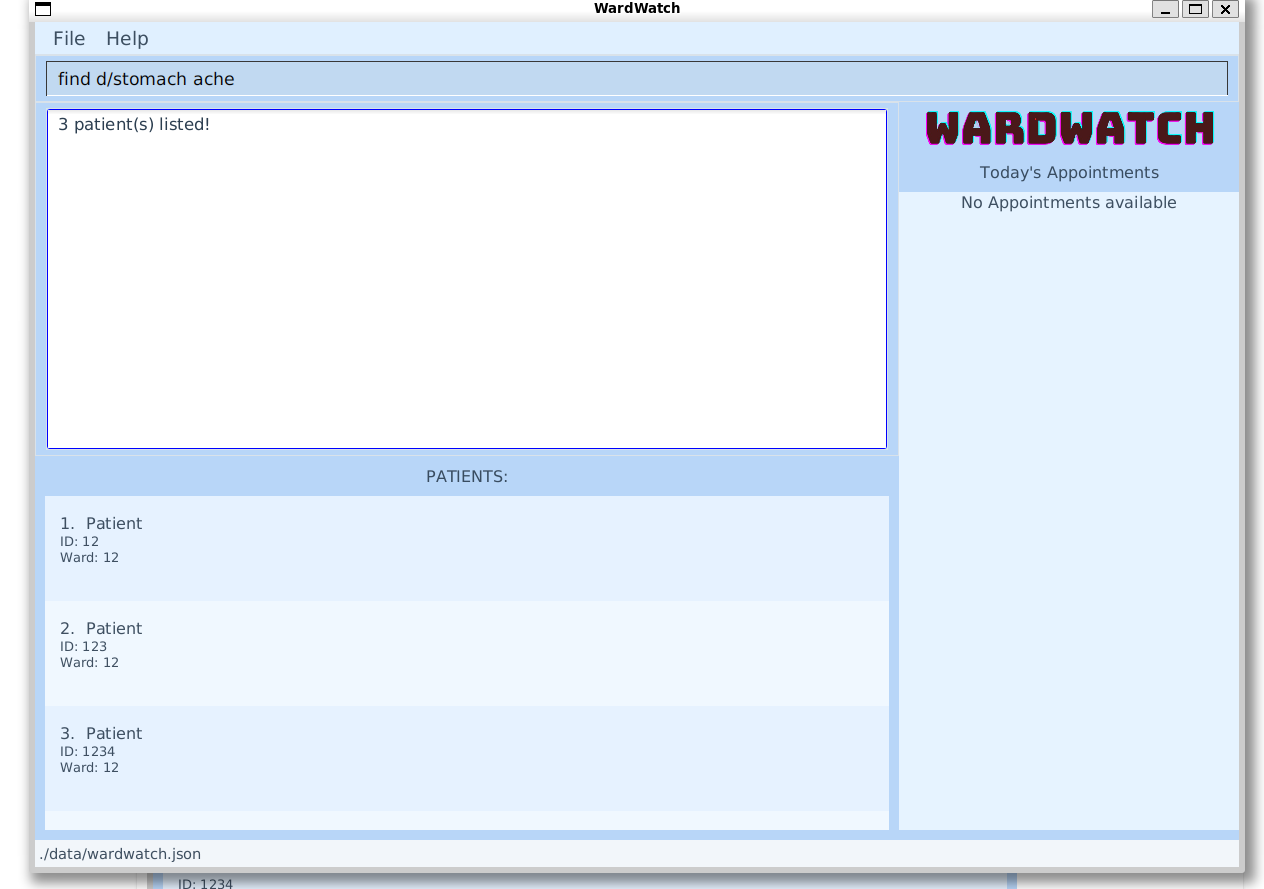 WardWatch
File Help
find d/stomach ache
3 patient(s) listed!
WARDWATCH
Today's Appointments
No Appointments available
PATIENTS:
1. Patient
ID: 12
Ward: 12
2. Patient
ID: 123
Ward: 12
3. Patient
ID: 1234
Ward: 12
./data/wardwatch.json
ID: 1234